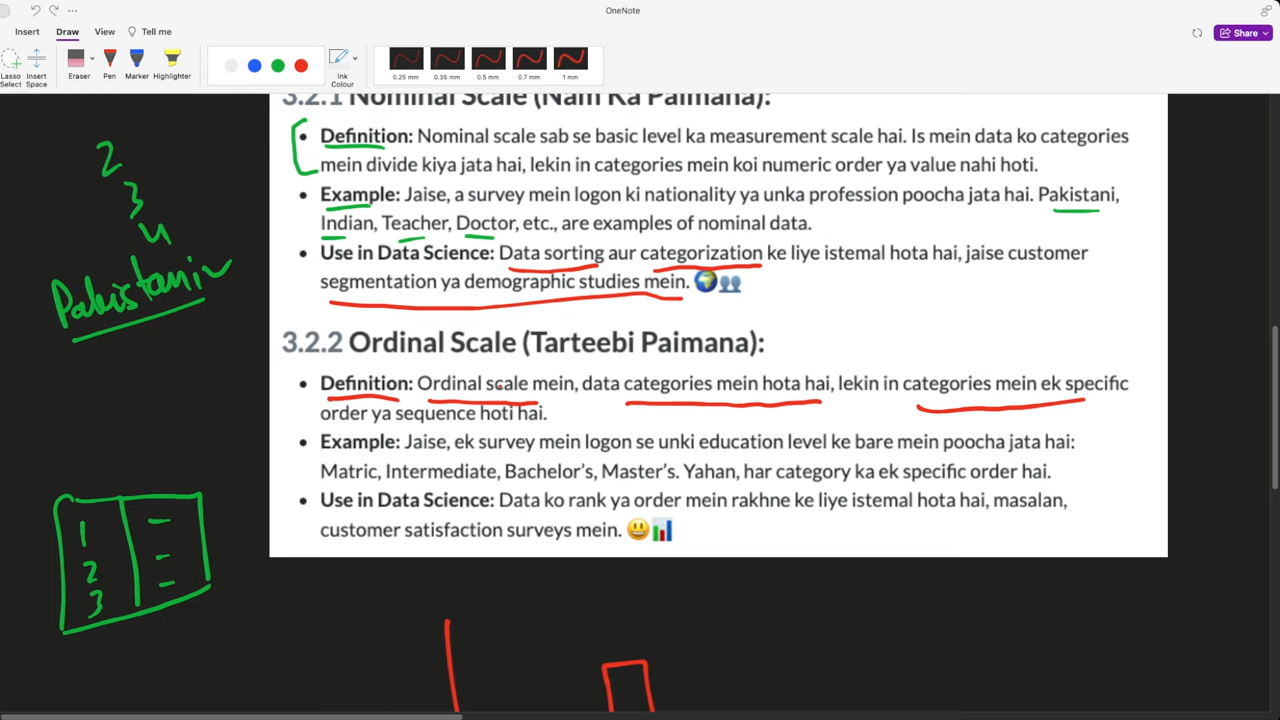 OneNote
Insert
Draw
View
Tell me
Share
Lasso
Select
Insert
Space
Eraser
Pen
Marker
Highlighter
Ink
Colour
0.25 mm
0.35 mm
0.5 mm
0.7 mm
1 mm
3.2.1 Nominal Scale (Nam Ka Paimana):
• Definition: Nominal scale sab se basic level ka measurement scale hai. Is mein data ko categories
mein divide kiya jata hai, lekin in categories mein koi numeric order ya value nahi hoti.
• Example: Jaise, a survey mein logon ki nationality ya unka profession poocha jata hai. Pakistani,
Indian, Teacher, Doctor, etc., are examples of nominal data.
• Use in Data Science: Data sorting aur categorization ke liye istemal hota hai, jaise customer
segmentation ya demographic studies mein. 🌍👥
3.2.2 Ordinal Scale (Tarteebi Paimana):
• Definition: Ordinal scale mein, data categories mein hota hai, lekin in categories mein ek specific
order ya sequence hoti hai.
• Example: Jaise, ek survey mein logon se unki education level ke bare mein poocha jata hai:
Matric, Intermediate, Bachelor's, Master's. Yahan, har category ka ek specific order hai.
• Use in Data Science: Data ko rank ya order mein rakhne ke liye istemal hota hai, masalan,
customer satisfaction surveys mein. 😃📊
2
3
4
Pakistani
1
2
3